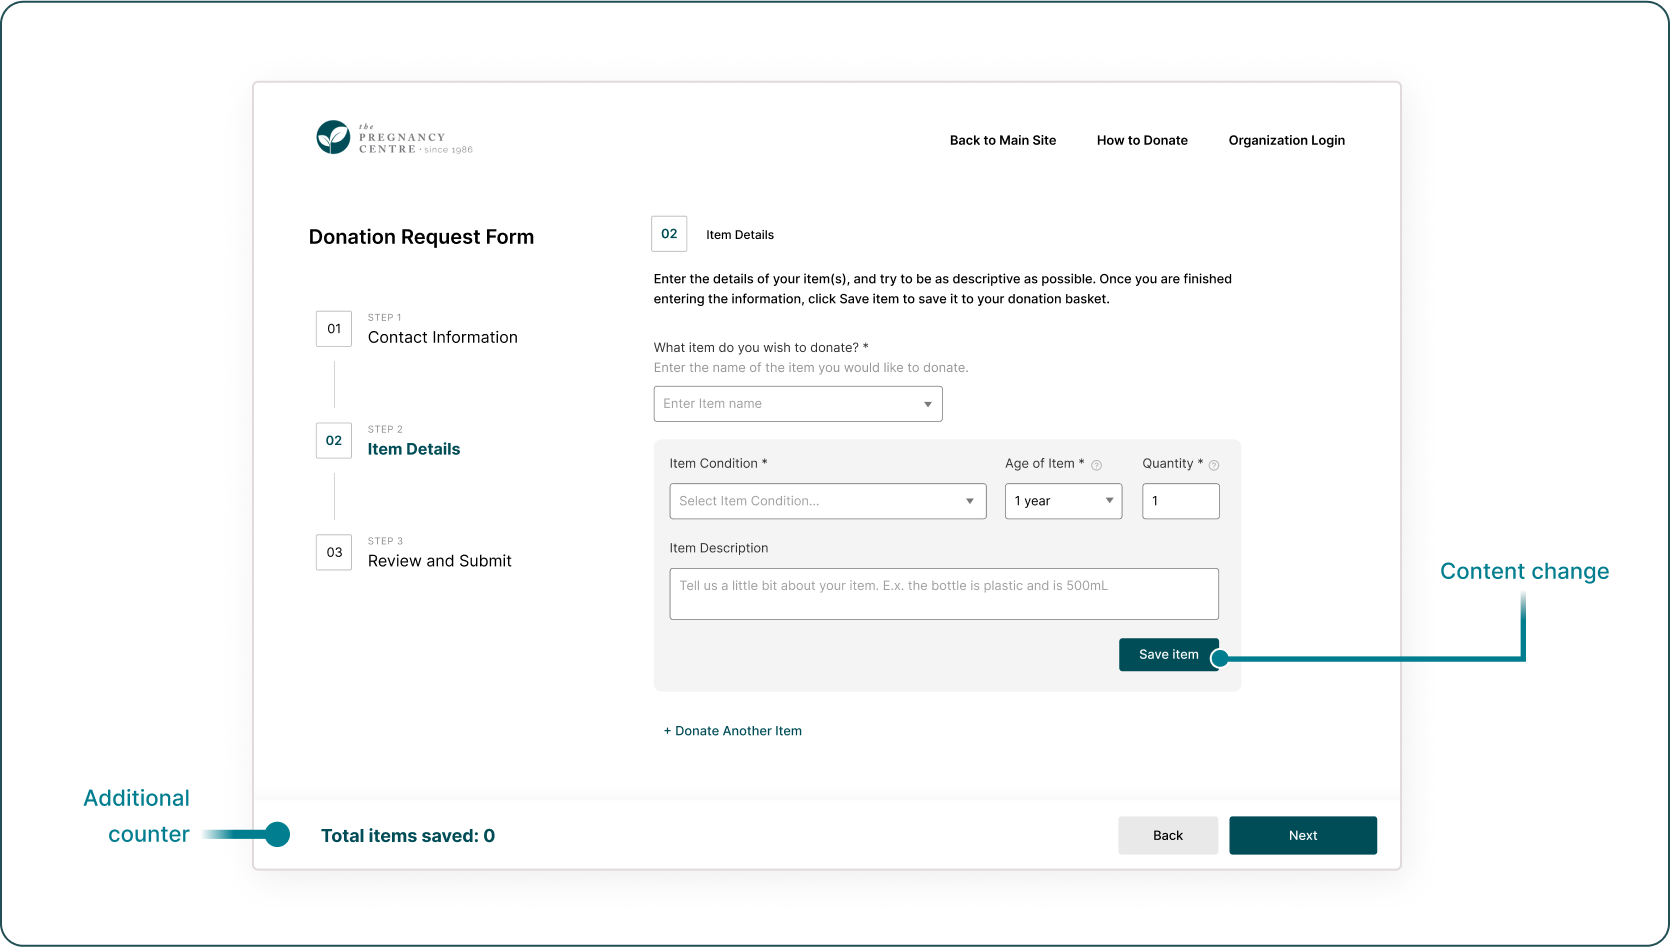 the
PREGNANCY
CENTRE • since 1986
Back to Main Site
How to Donate
Organization Login
Donation Request Form
01
STEP 1
Contact Information
02
STEP 2
Item Details
03
STEP 3
Review and Submit
02
Item Details
Enter the details of your item(s), and try to be as descriptive as possible. Once you are finished
entering the information, click Save item to save it to your donation basket.
What item do you wish to donate? *
Enter the name of the item you would like to donate.
Enter Item name
Item Condition *
Age of Item * ?
Quantity * ?
Select Item Condition...
1 year
1
Item Description
Tell us a little bit about your item. E.x. the bottle is plastic and is 500mL
Save item
Content change
+ Donate Another Item
Additional
counter
Total items saved: 0
Back
Next